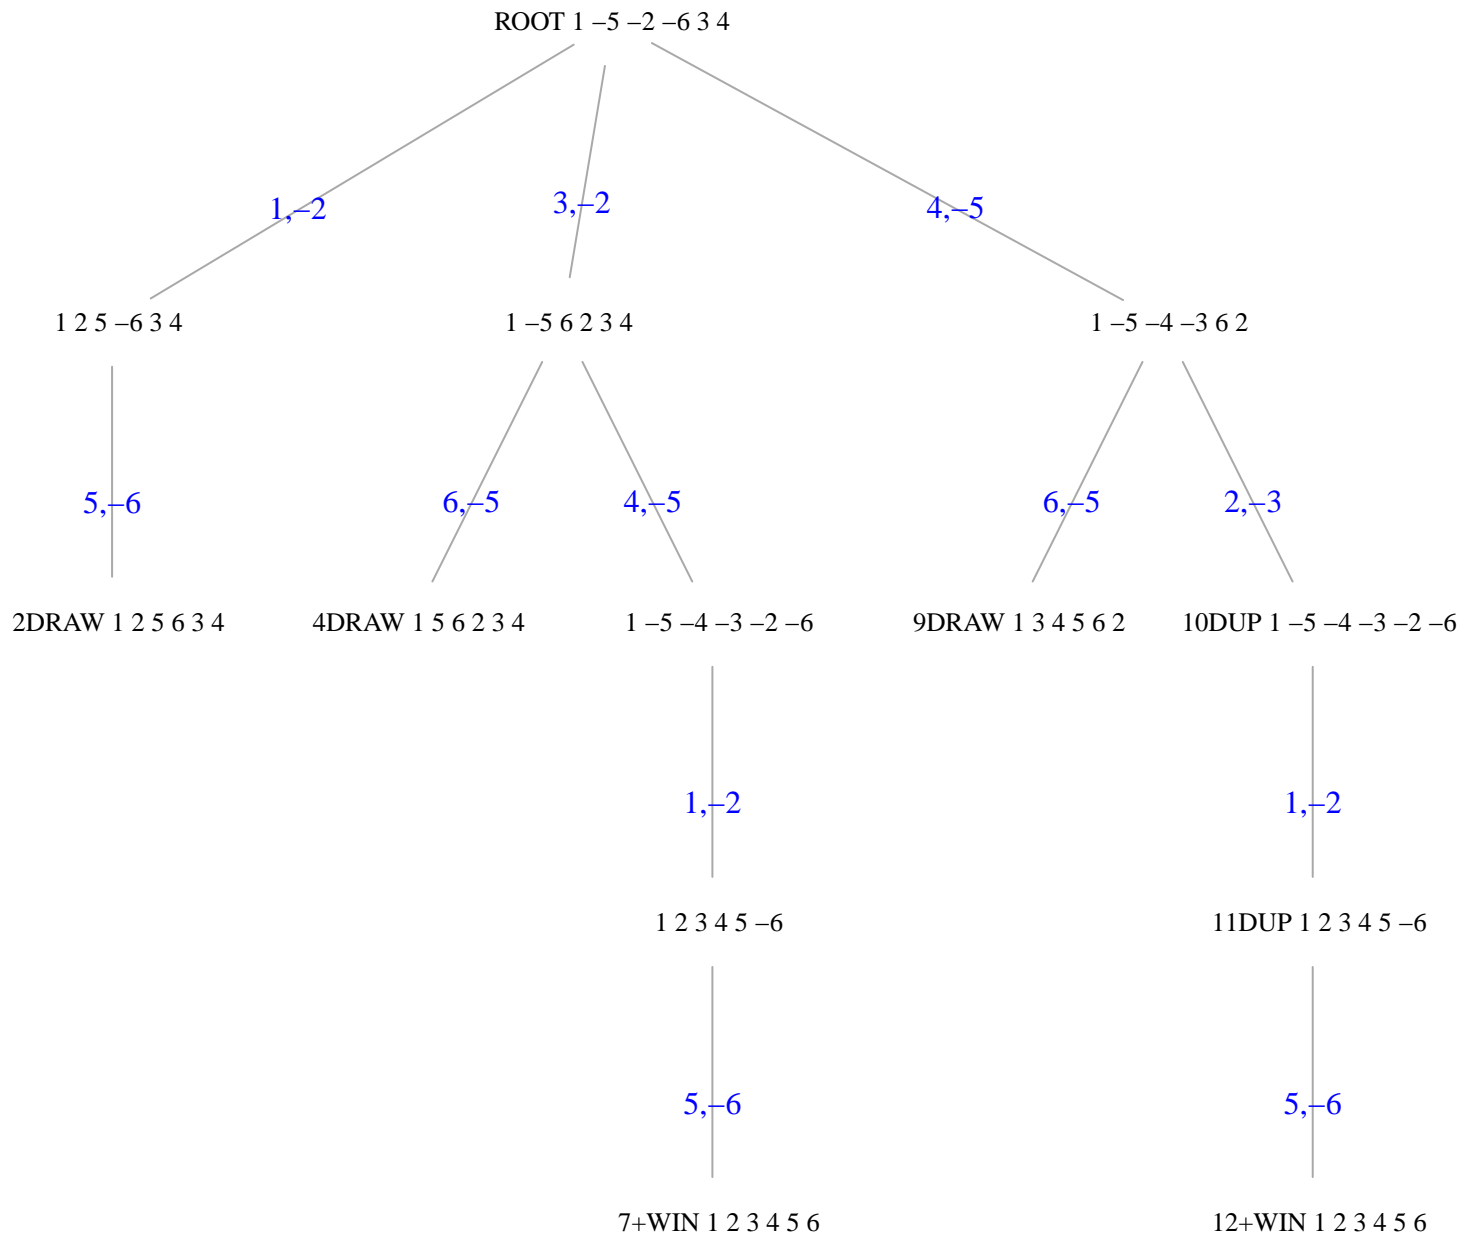 ROOT 1 –5 –2 –6 3 4
1,–2
3,–2
4,–5
1 2 5 –6 3 4
1 –5 6 2 3 4
1 –5 –4 –3 6 2
5,–6
6,–5
4,–5
6,–5
2,–3
2DRAW 1 2 5 6 3 4
4DRAW 1 5 6 2 3 4
1 –5 –4 –3 –2 –6
9DRAW 1 3 4 5 6 2
10DUP 1 –5 –4 –3 –2 –6
1,–2
1,–2
1 2 3 4 5 –6
11DUP 1 2 3 4 5 –6
5,–6
5,–6
7+WIN 1 2 3 4 5 6
12+WIN 1 2 3 4 5 6